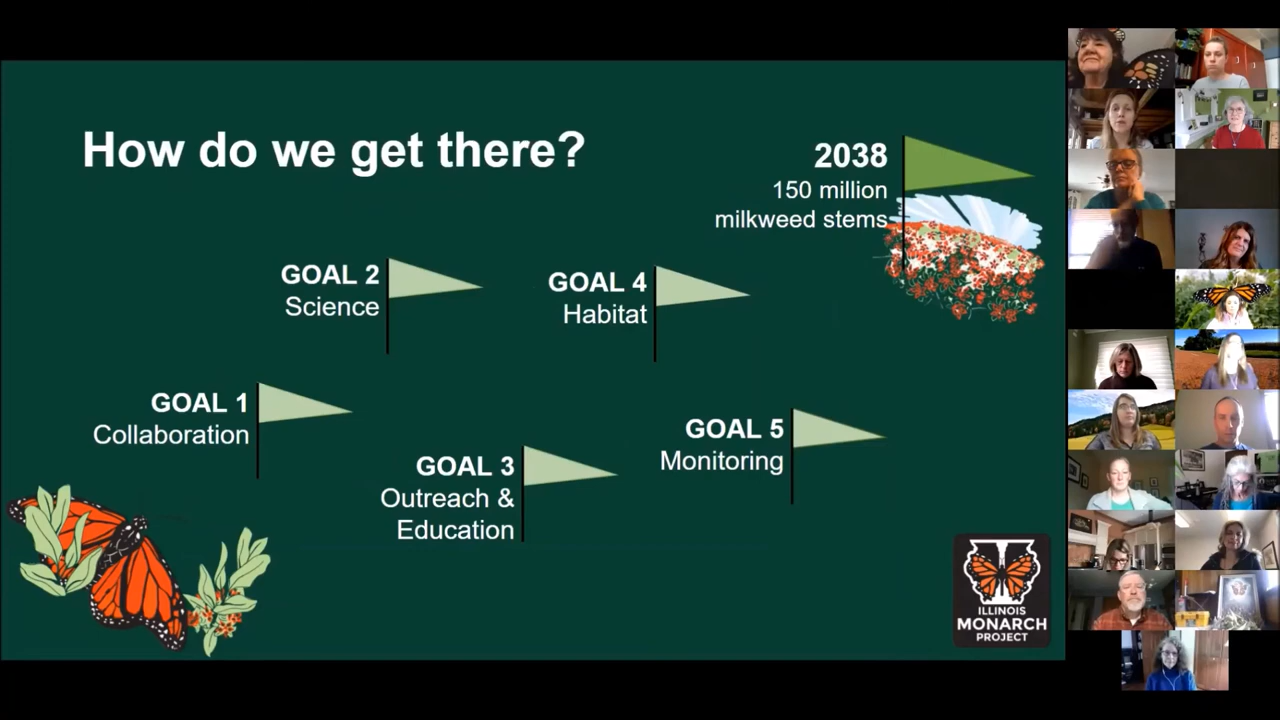 How do we get there?
2038
150 million
milkweed stems
GOAL 2
Science
GOAL 4
Habitat
GOAL 1
Collaboration
GOAL 5
Monitoring
GOAL 3
Outreach &
Education
ILLINOIS
MONARCH
PROJECT